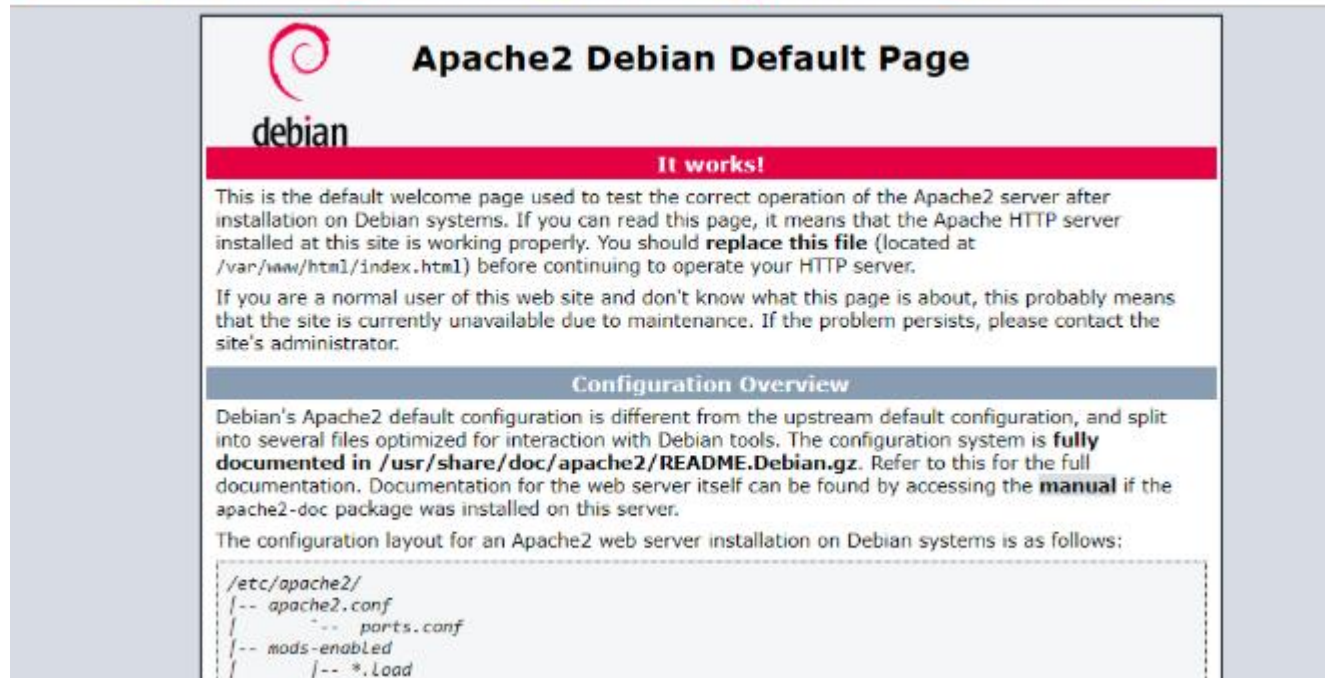 Apache2 Debian Default Page
debian
It works!
This is the default welcome page used to test the correct operation of the Apache2 server after
installation on Debian systems. If you can read this page, it means that the Apache HTTP server
installed at this site is working properly. You should replace this file (located at
/var/www/html/index.html) before continuing to operate your HTTP server.
If you are a normal user of this web site and don't know what this page is about, this probably means
that the site is currently unavailable due to maintenance. If the problem persists, please contact the
site's administrator.
Configuration Overview
Debian's Apache2 default configuration is different from the upstream default configuration, and split
into several files optimized for interaction with Debian tools. The configuration system is fully
documented in /usr/share/doc/apache2/README.Debian.gz. Refer to this for the full
documentation. Documentation for the web server itself can be found by accessing the manual if the
apache2-doc package was installed on this server.
The configuration layout for an Apache2 web server installation on Debian systems is as follows:
/etc/apache2/
|-- apache2.conf
|       `--  ports.conf
|-- mods-enabled
|       |-- *.load